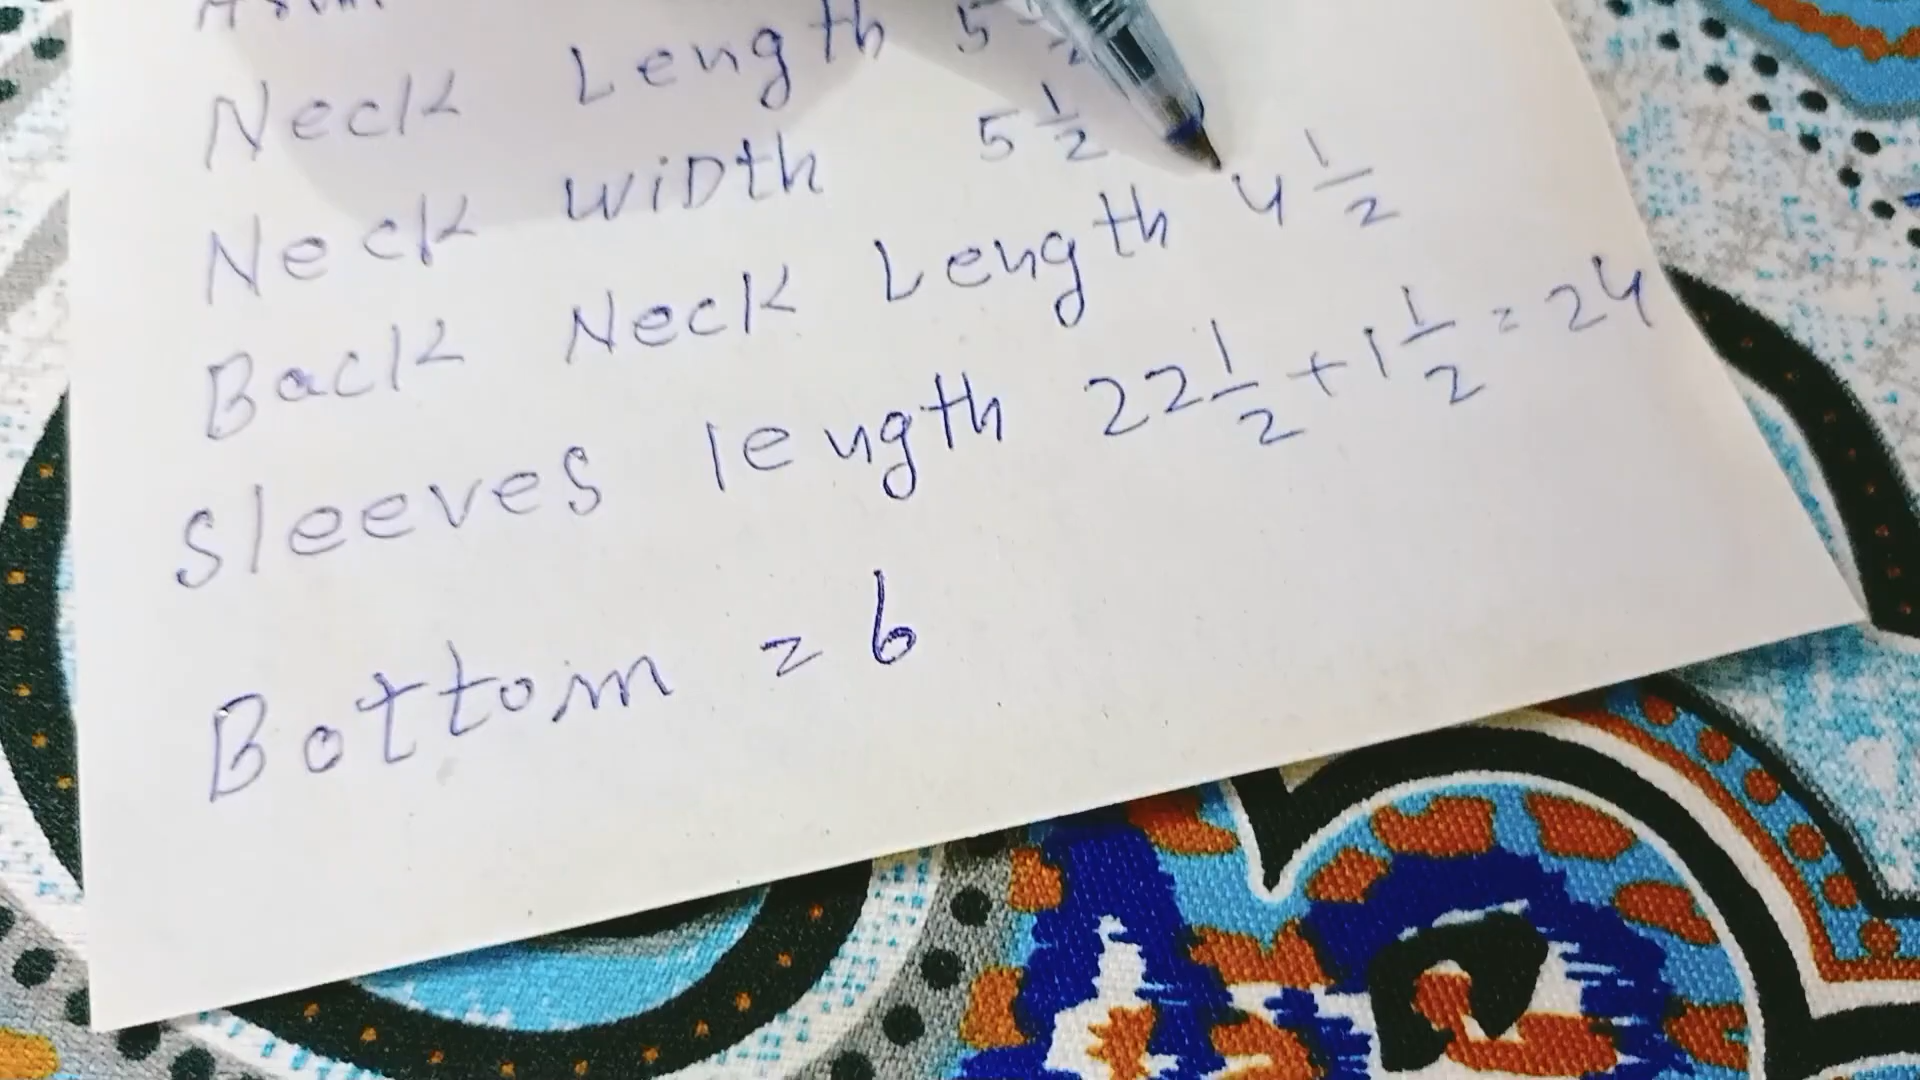 Neck Length 5
Neck WiDth 5 1/2
Back Neck Length 4 1/2
Sleeves length 22 1/2 + 1 1/2 = 24
Bottom = 6